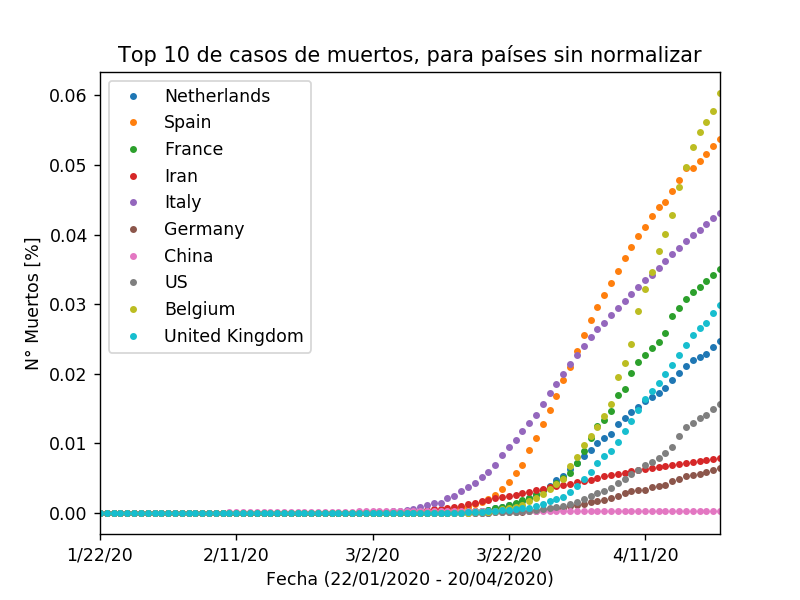 Top 10 de casos de muertos, para países sin normalizar
N° Muertos [%]
0.06
0.05
0.04
0.03
0.02
0.01
0.00
Netherlands
Spain
France
Iran
Italy
Germany
China
US
Belgium
United Kingdom
1/22/20 2/11/20 3/2/20 3/22/20 4/11/20
Fecha (22/01/2020 - 20/04/2020)